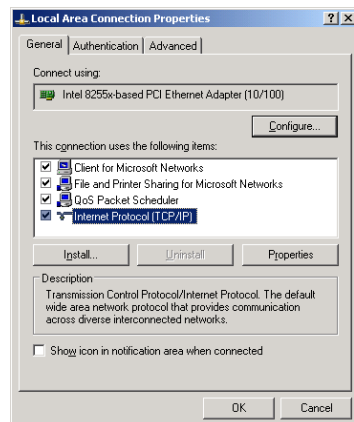 Local Area Connection Properties
General
Authentication
Advanced
Connect using:
Intel 8255x-based PCI Ethernet Adapter (10/100)
Configure...
This connection uses the following items:
Client for Microsoft Networks
File and Printer Sharing for Microsoft Networks
QoS Packet Scheduler
Internet Protocol (TCP/IP)
Install...
Uninstall
Properties
Description
Transmission Control Protocol/Internet Protocol. The default
wide area network protocol that provides communication
across diverse interconnected networks.
Show icon in notification area when connected
OK
Cancel